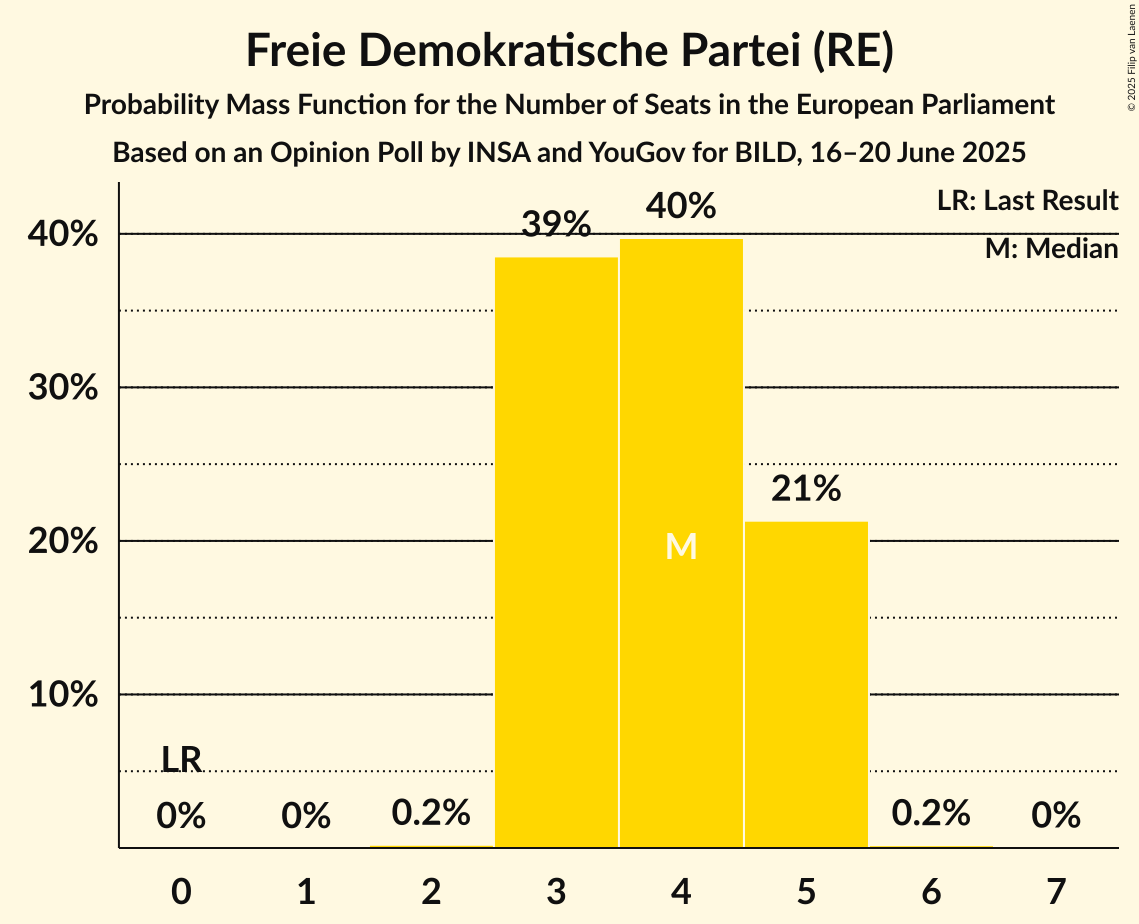 Freie Demokratische Partei (RE)
Probability Mass Function for the Number of Seats in the European Parliament
Based on an Opinion Poll by INSA and YouGov for BILD, 16–20 June 2025
© 2025 Filip van Laenen
LR: Last Result
M: Median
40%
30%
20%
10%
39%
40%
21%
M
LR
0%
0%
0.2%
0.2%
0%
0 1 2 3 4 5 6 7